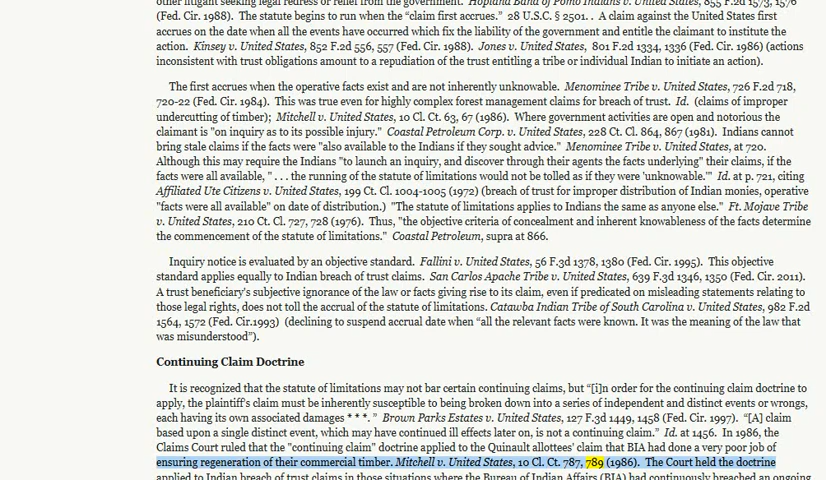 other litigant seeking legal redress or relief from the government. Hopland Band of Pomo Indians v. United States, 855 F.2d 1573, 1576
(Fed. Cir. 1988). The statute begins to run when the “claim first accrues.” 28 U.S.C. § 2501. . A claim against the United States first
accrues on the date when all the events have occurred which fix the liability of the government and entitle the claimant to institute the
action. Kinsey v. United States, 852 F.2d 556, 557 (Fed. Cir. 1988). Jones v. United States, 801 F.2d 1334, 1336 (Fed. Cir. 1986) (actions
inconsistent with trust obligations amount to a repudiation of the trust entitling a tribe or individual Indian to initiate an action).
The first accrues when the operative facts exist and are not inherently unknowable. Menominee Tribe v. United States, 726 F.2d 718,
720-22 (Fed. Cir. 1984). This was true even for highly complex forest management claims for breach of trust. Id. (claims of improper
undercutting of timber); Mitchell v. United States, 10 Cl. Ct. 63, 67 (1986). Where government activities are open and notorious the
claimant is "on inquiry as to its possible injury." Coastal Petroleum Corp. v. United States, 228 Ct. Cl. 864, 867 (1981). Indians cannot
bring stale claims if the facts were "also available to the Indians if they sought advice." Menominee Tribe v. United States, at 720.
Although this may require the Indians "to launch an inquiry, and discover through their agents the facts underlying" their claims, if the
facts were all available, " . . . the running of the statute of limitations would not be tolled as if they were 'unknowable.'" Id. at p. 721, citing
Affiliated Ute Citizens v. United States, 199 Ct. Cl. 1004-1005 (1972) (breach of trust for improper distribution of Indian monies, operative
"facts were all available" on date of distribution.) "The statute of limitations applies to Indians the same as anyone else." Ft. Mojave Tribe
v. United States, 210 Ct. Cl. 727, 728 (1976). Thus, "the objective criteria of concealment and inherent knowableness of the facts determine
the commencement of the statute of limitations." Coastal Petroleum, supra at 866.
Inquiry notice is evaluated by an objective standard. Fallini v. United States, 56 F.3d 1378, 1380 (Fed. Cir. 1995). This objective
standard applies equally to Indian breach of trust claims. San Carlos Apache Tribe v. United States, 639 F.3d 1346, 1350 (Fed. Cir. 2011).
A trust beneficiary's subjective ignorance of the law or facts giving rise to its claim, even if predicated on misleading statements relating to
those legal rights, does not toll the accrual of the statute of limitations. Catawba Indian Tribe of South Carolina v. United States, 982 F.2d
1564, 1572 (Fed. Cir.1993) (declining to suspend accrual date when “all the relevant facts were known. It was the meaning of the law that
was misunderstood”).
Continuing Claim Doctrine
It is recognized that the statute of limitations may not bar certain continuing claims, but “[i]n order for the continuing claim doctrine to
apply, the plaintiff’s claim must be inherently susceptible to being broken down into a series of independent and distinct events or wrongs,
each having its own associated damages * * *. ” Brown Parks Estates v. United States, 127 F.3d 1449, 1458 (Fed. Cir. 1997). “[A] claim
based upon a single distinct event, which may have continued ill effects later on, is not a continuing claim.” Id. at 1456. In 1986, the
Claims Court ruled that the "continuing claim” doctrine applied to the Quinault allottees' claim that BIA had done a very poor job of
ensuring regeneration of their commercial timber. Mitchell v. United States, 10 Cl. Ct. 787, 789 (1986). The Court held the doctrine
applied to Indian breach of trust claims in those situations where the Bureau of Indian Affairs (BIA) had continuously breached an ongoing